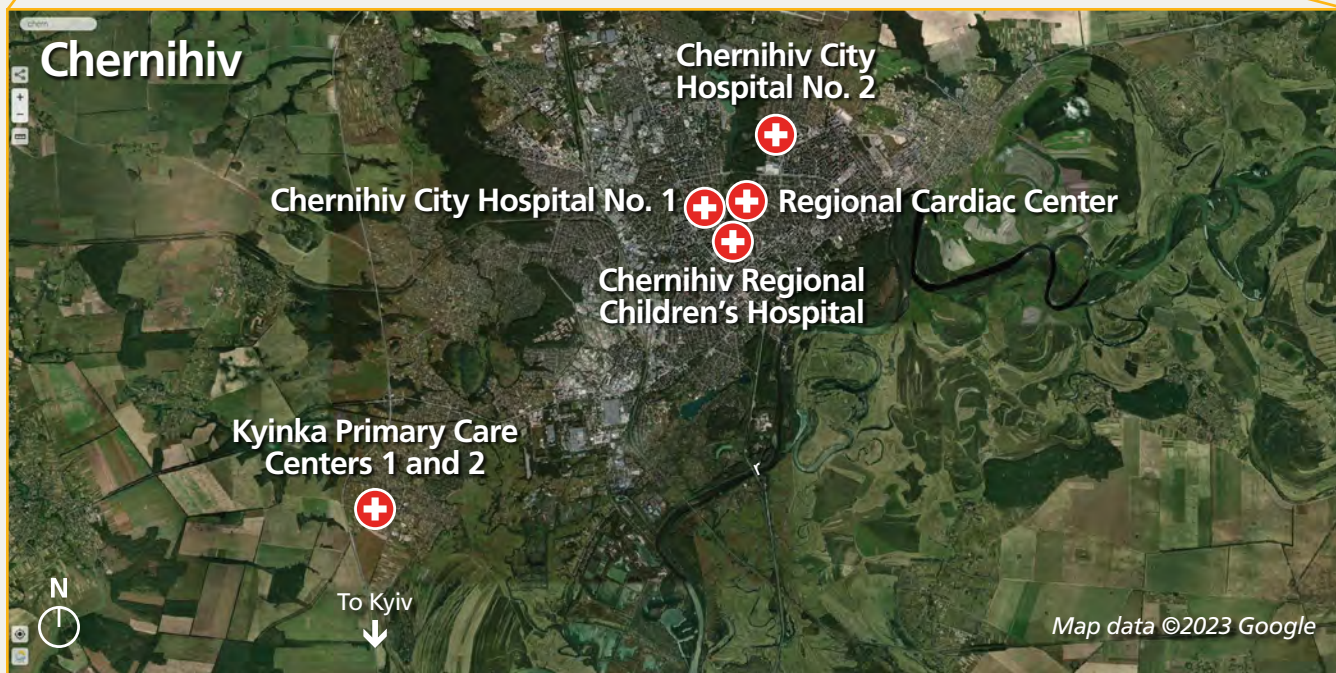 chern
Chernihiv
Chernihiv City
Hospital No. 2
Chernihiv City Hospital No. 1
Regional Cardiac Center
Chernihiv Regional
Children's Hospital
Kyinka Primary Care
Centers 1 and 2
N
To Kyiv
Map data ©2023 Google